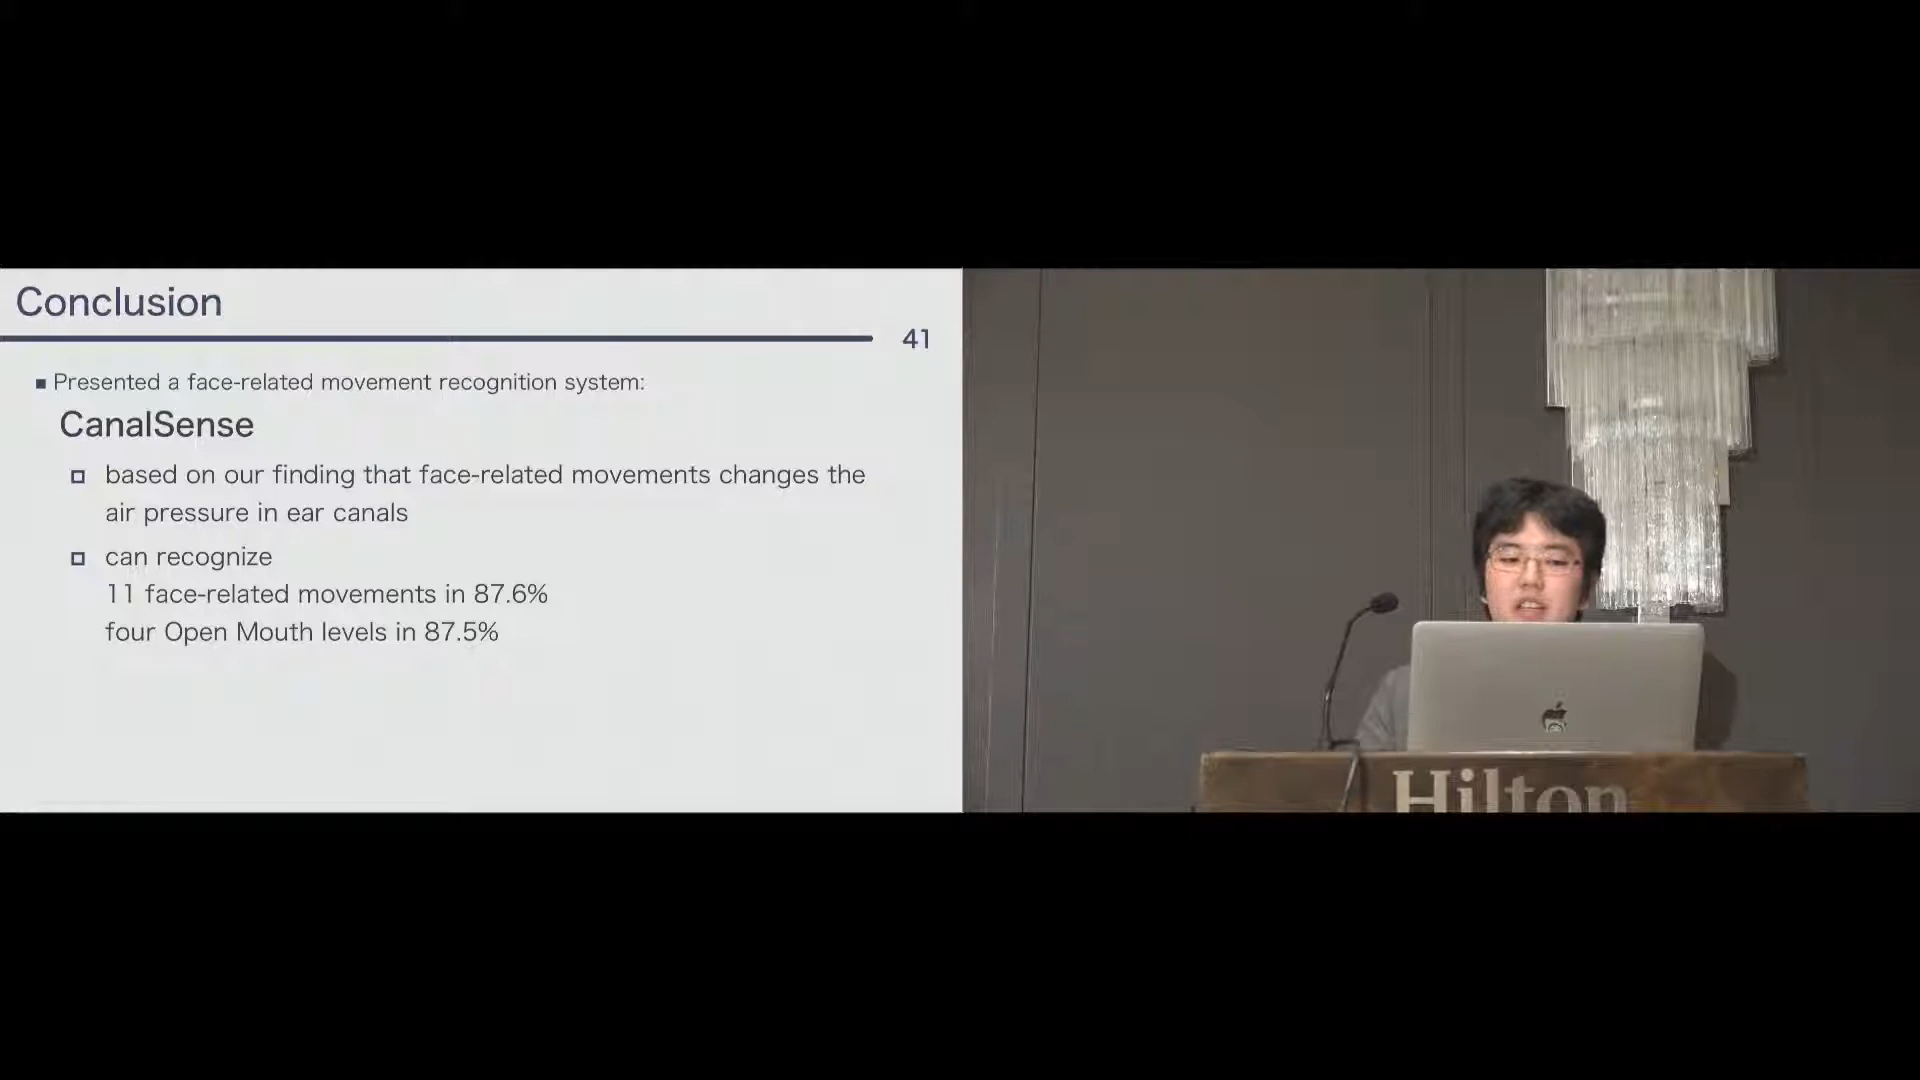 Conclusion
41
■ Presented a face-related movement recognition system:
CanalSense
based on our finding that face-related movements changes the
air pressure in ear canals
can recognize
11 face-related movements in 87.6%
four Open Mouth levels in 87.5%
Hilton